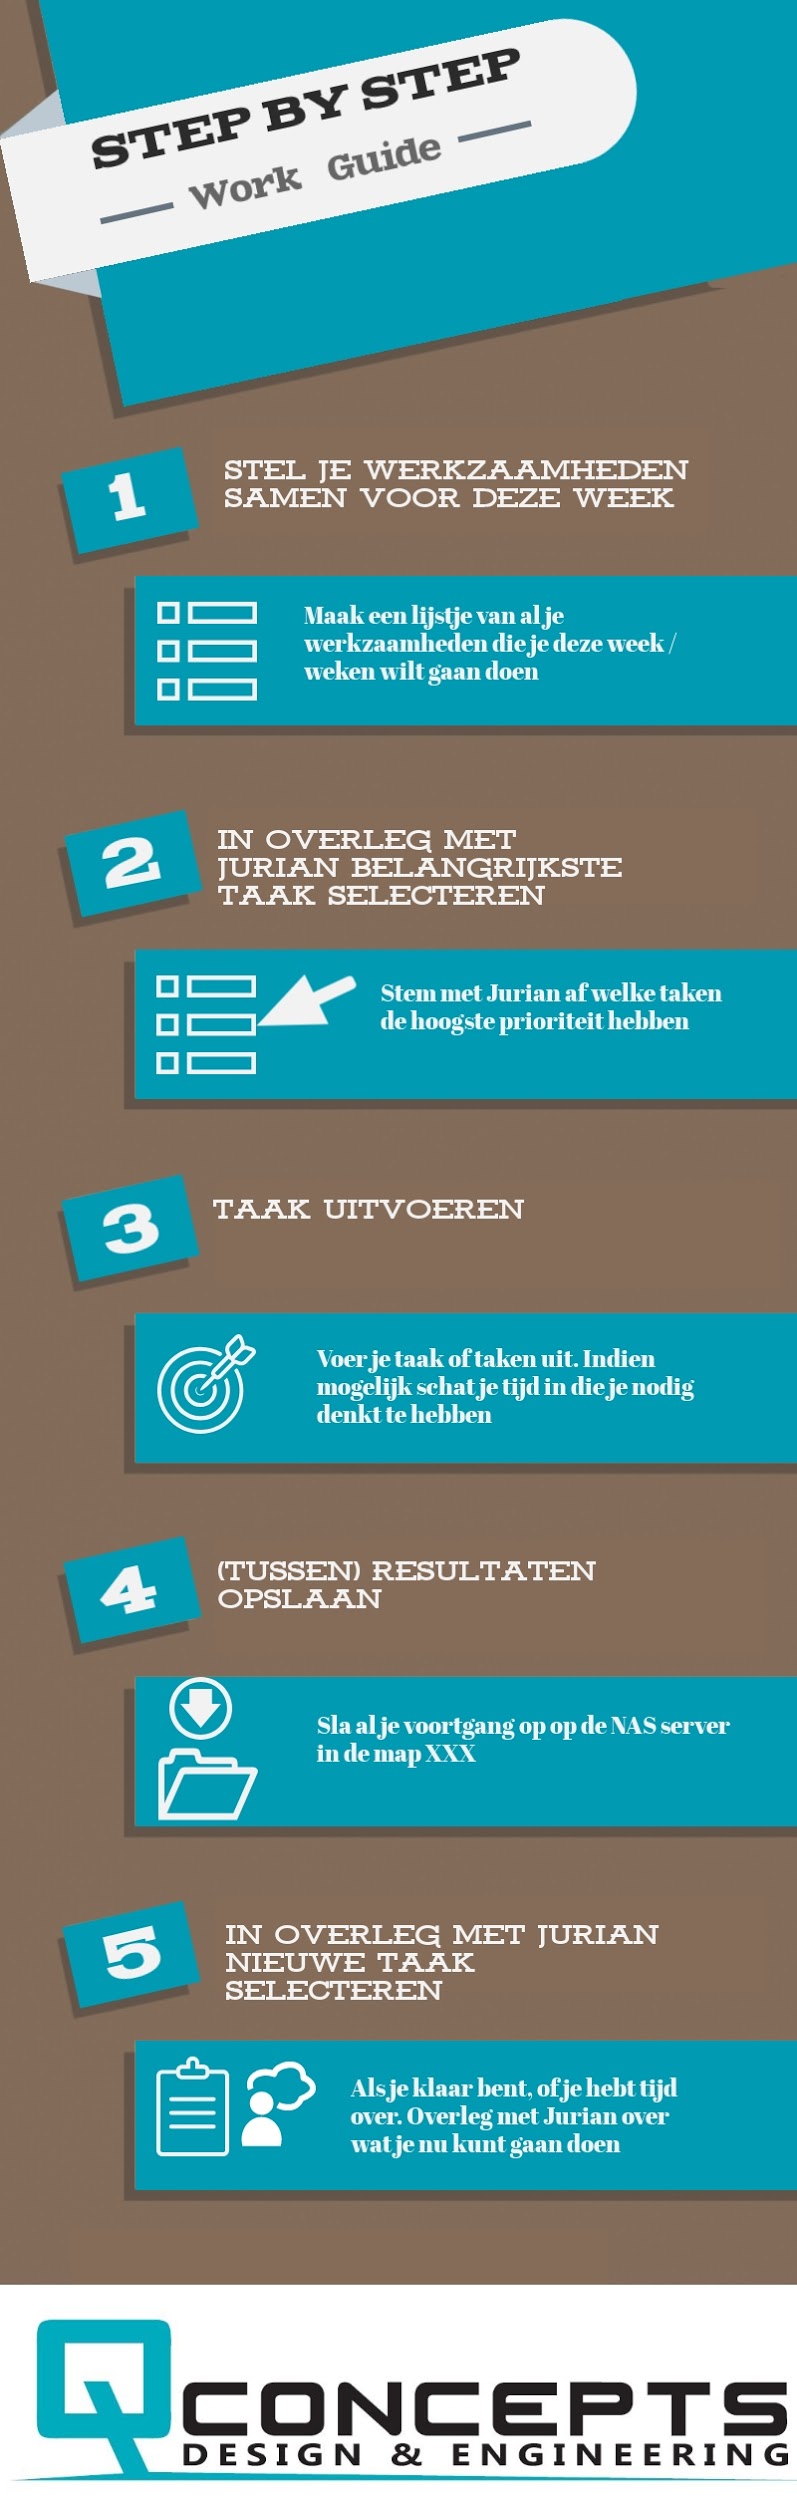 STEP BY STEP
Work Guide
1
STEL JE WERKZAAMHEDEN
SAMEN VOOR DEZE WEEK
Maak een lijstje van al je
werkzaamheden die je deze week /
weken wilt gaan doen
2
IN OVERLEG MET
JURIAN BELANGRIJKSTE
TAAK SELECTEREN
Stem met Jurian af welke taken
de hoogste prioriteit hebben
3
TAAK UITVOEREN
Voer je taak of taken uit. Indien
mogelijk schat je tijd in die je nodig
denkt te hebben
4
(TUSSEN) RESULTATEN
OPSLAAN
Sla al je voortgang op op de NAS server
in de map XXX
5
IN OVERLEG MET JURIAN
NIEUWE TAAK
SELECTEREN
Als je klaar bent, of je hebt tijd
over. Overleg met Jurian over
wat je nu kunt gaan doen
Q CONCEPTS
DESIGN & ENGINEERING